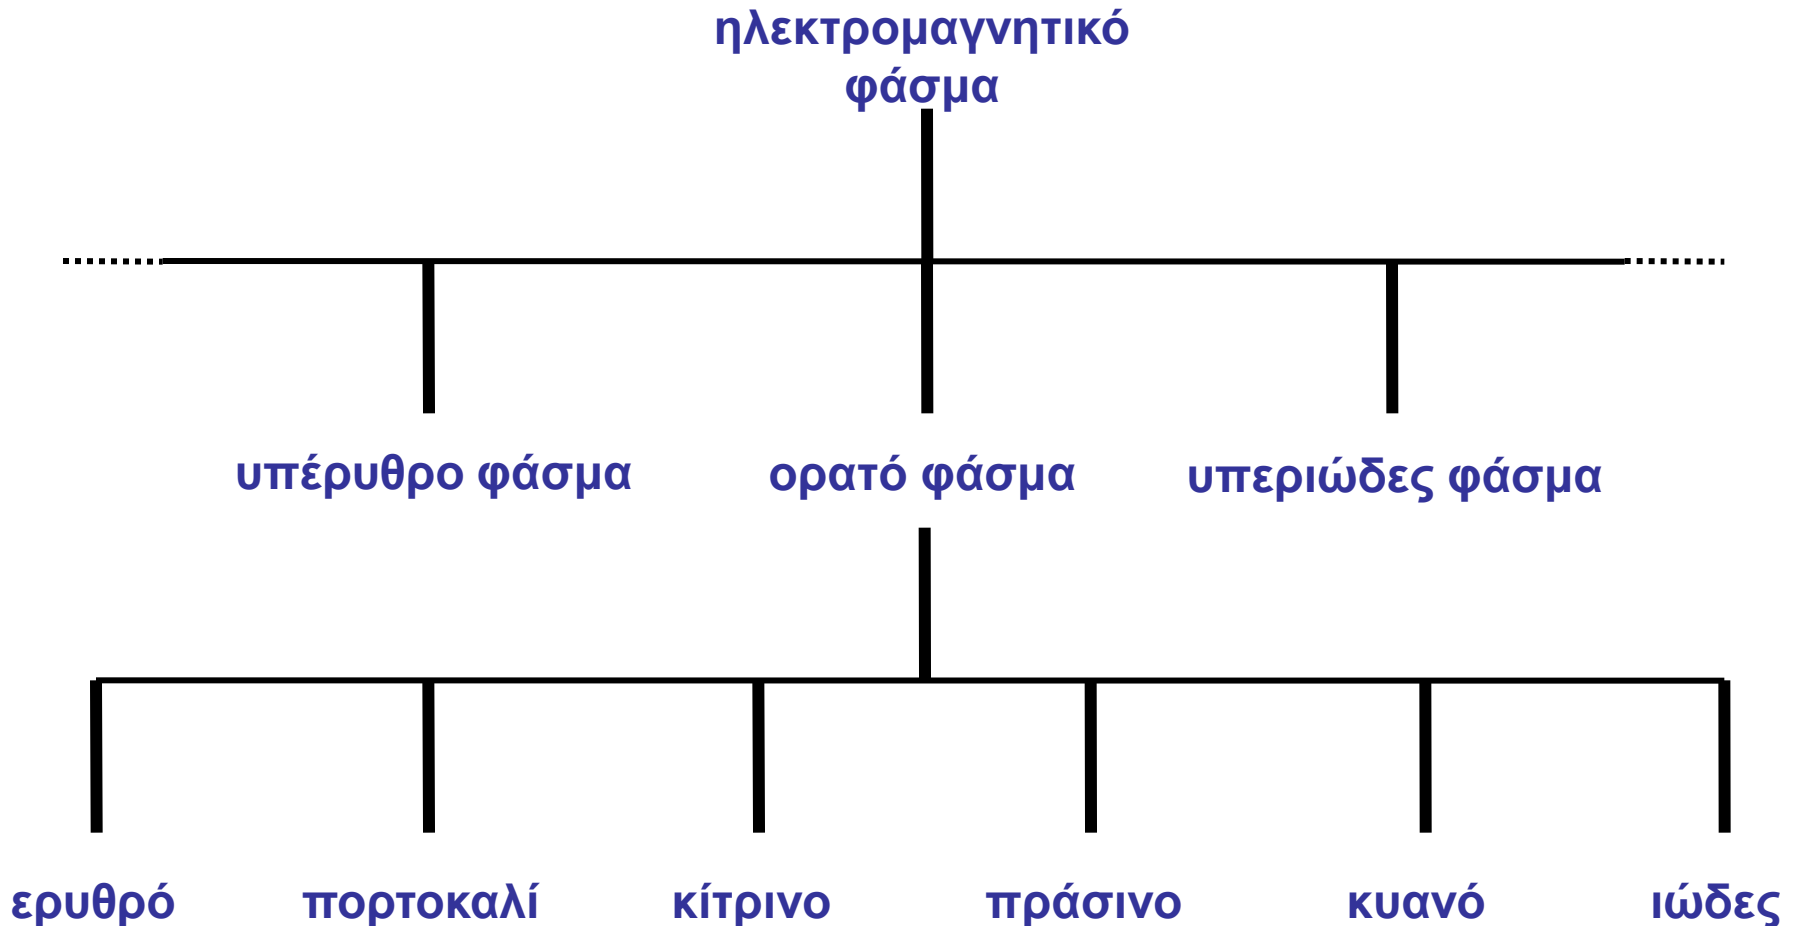 ηλεκτρομαγνητικό
φάσμα
υπέρυθρο φάσμα ορατό φάσμα υπεριώδες φάσμα
ερυθρό πορτοκαλί κίτρινο πράσινο κυανό ιώδες